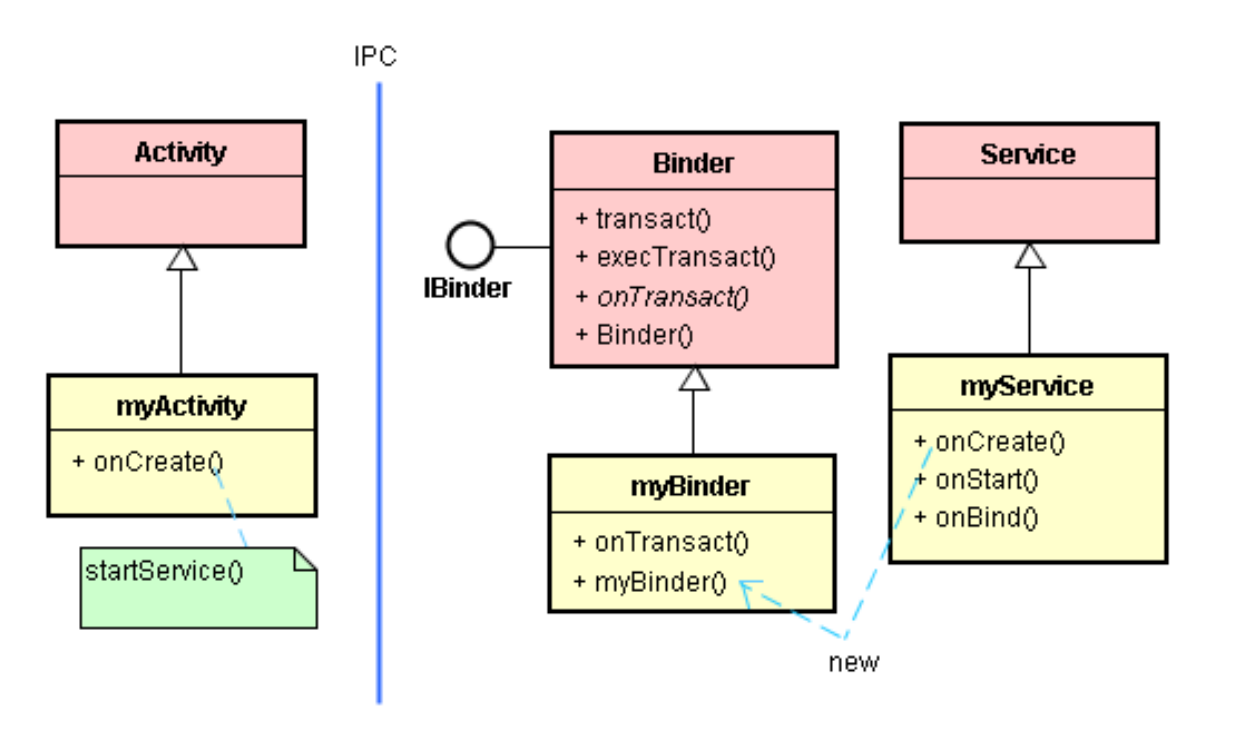 IPC
Activity
myActivity
+ onCreate()
startService()
IBinder
Binder
+ transact()
+ execTransact()
+ onTransact()
+ Binder()
myBinder
+ onTransact()
+ myBinder()
Service
myService
+ onCreate()
+ onStart()
+ onBind()
new